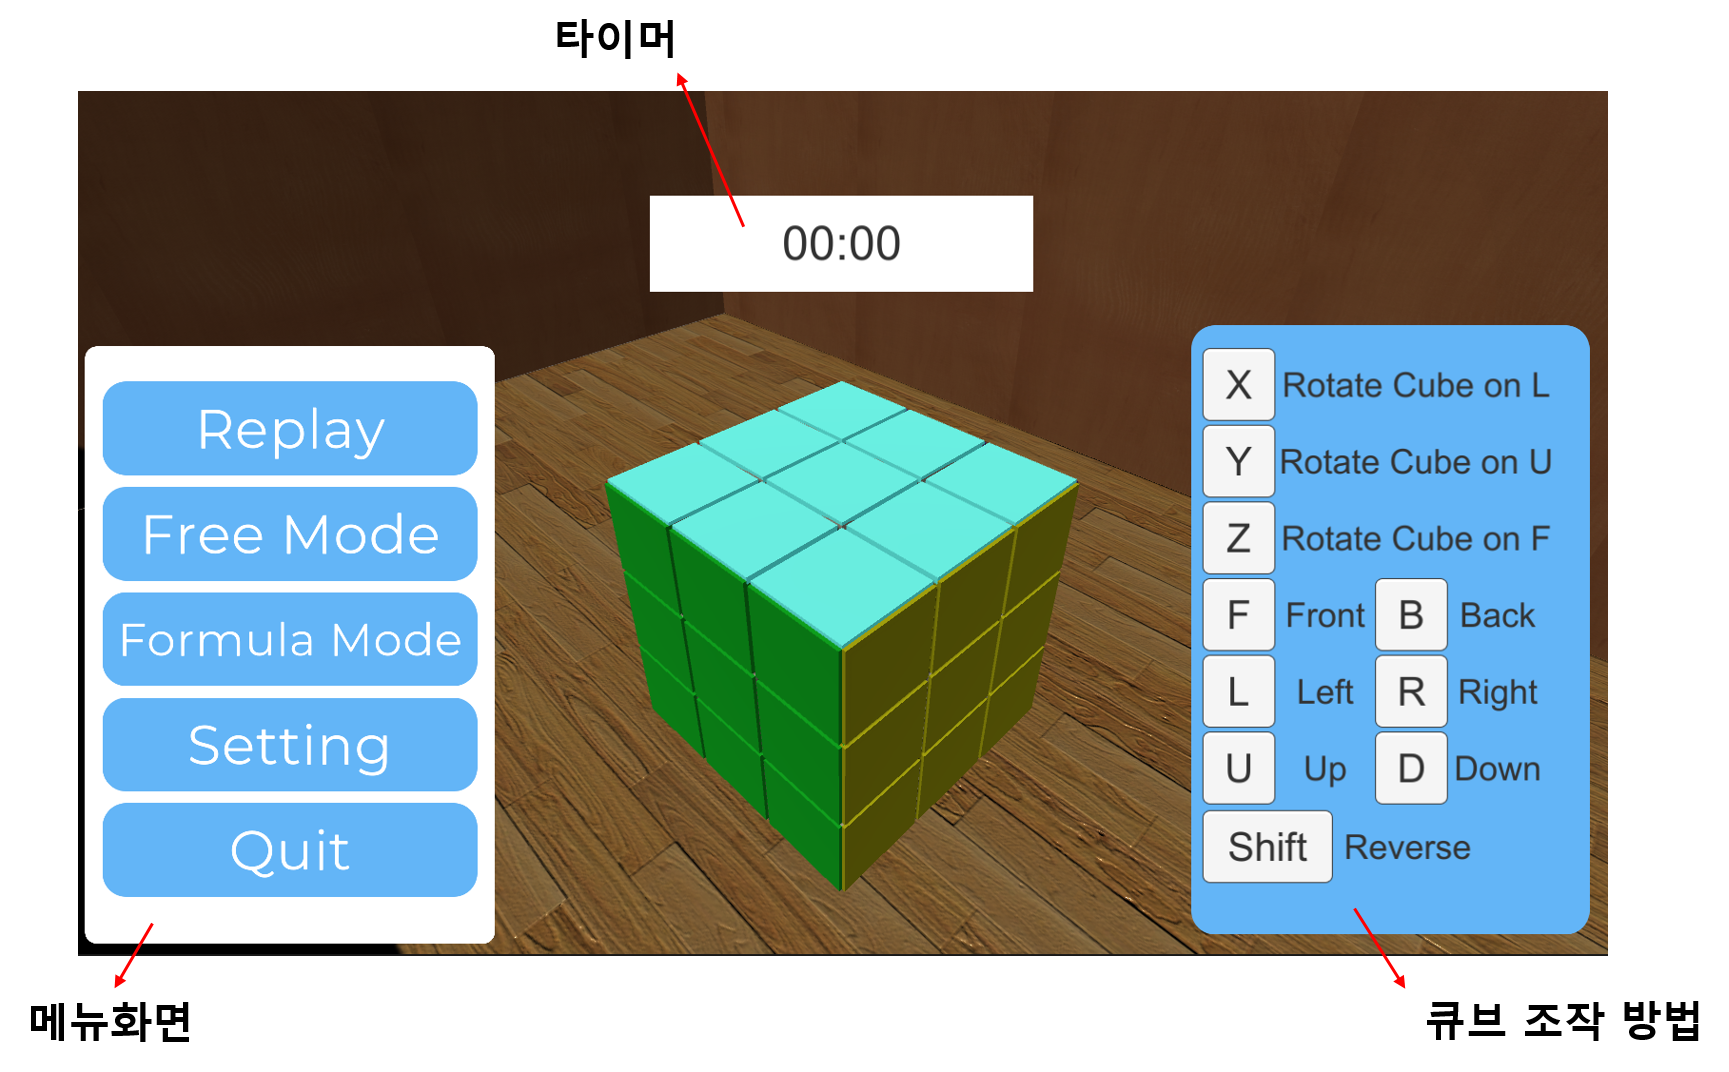 타이머
00:00
Replay
Free Mode
Formula Mode
Setting
Quit
X Rotate Cube on L
Y Rotate Cube on U
Z Rotate Cube on F
F Front B Back
L Left R Right
U Up D Down
Shift Reverse
메뉴화면
큐브 조작 방법